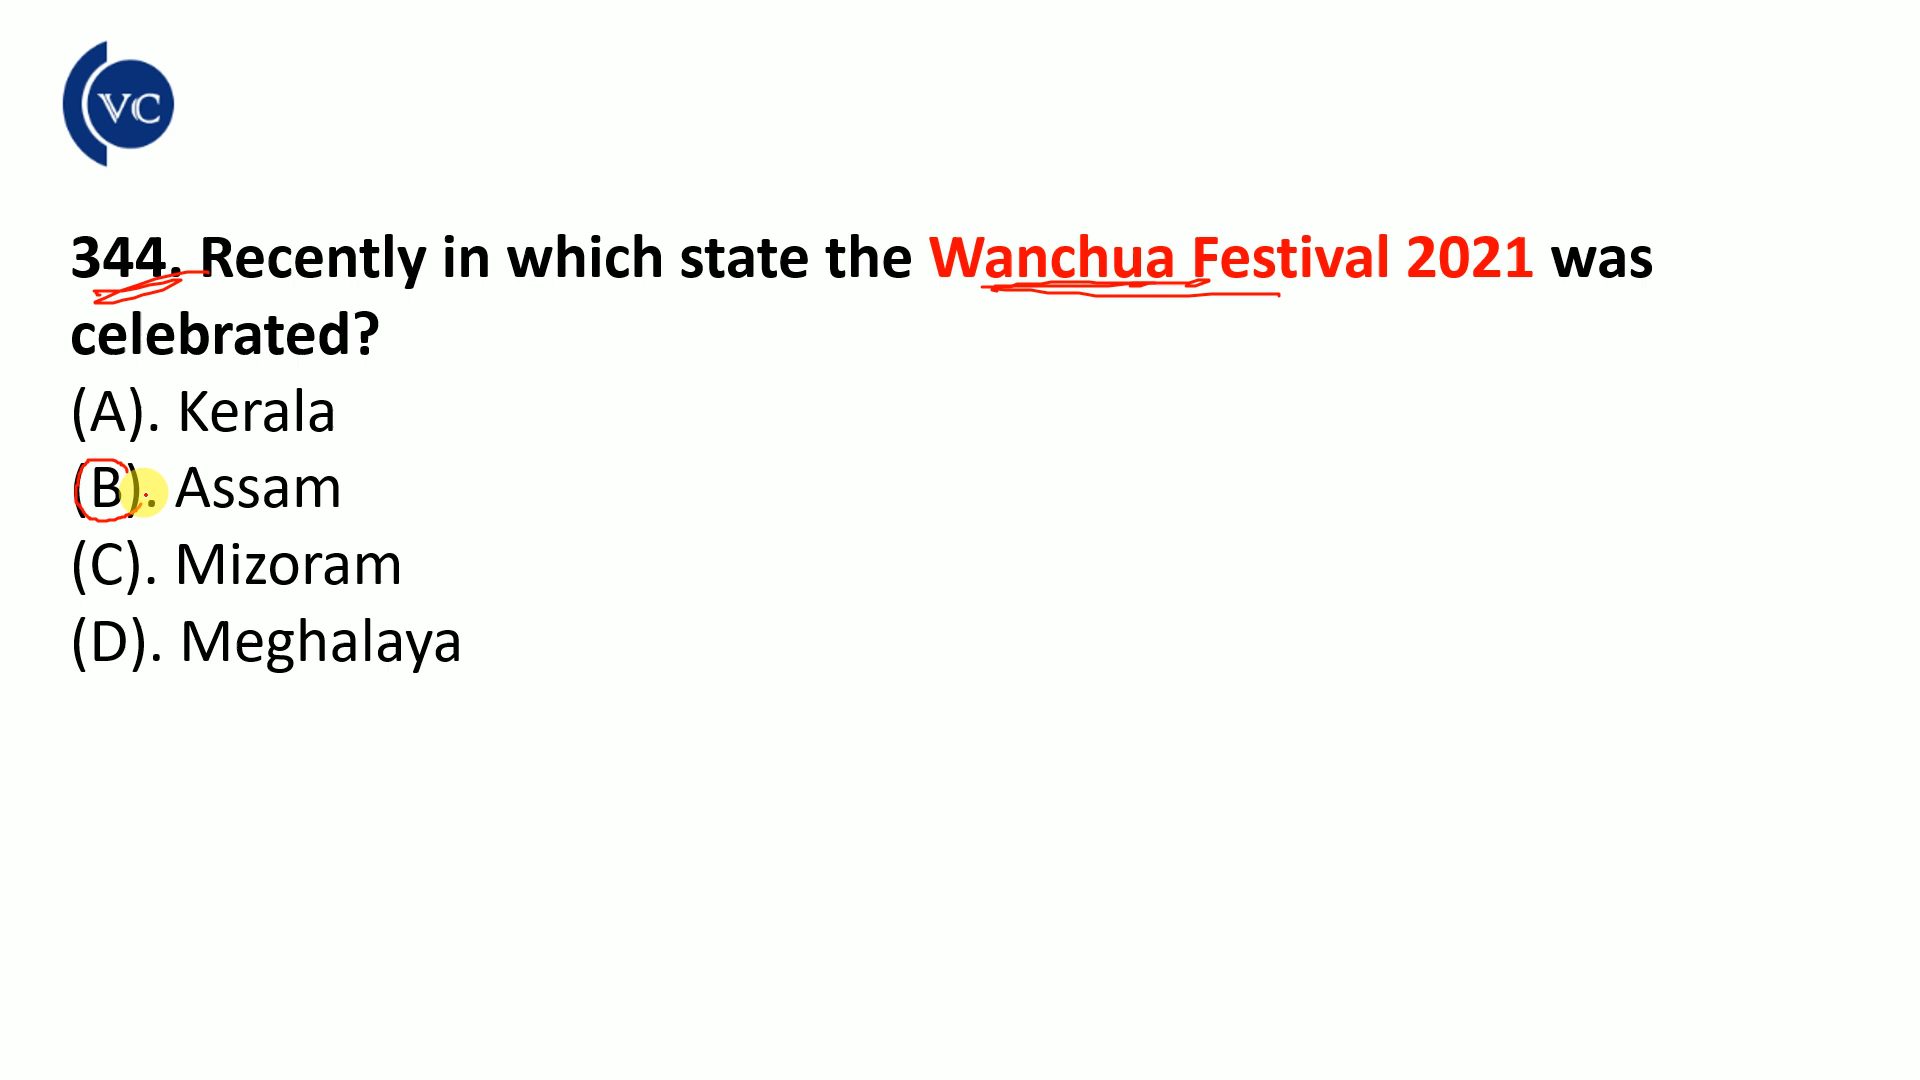 VC
344. Recently in which state the Wanchua Festival 2021 was
celebrated?
(A). Kerala
(B). Assam
(C). Mizoram
(D). Meghalaya